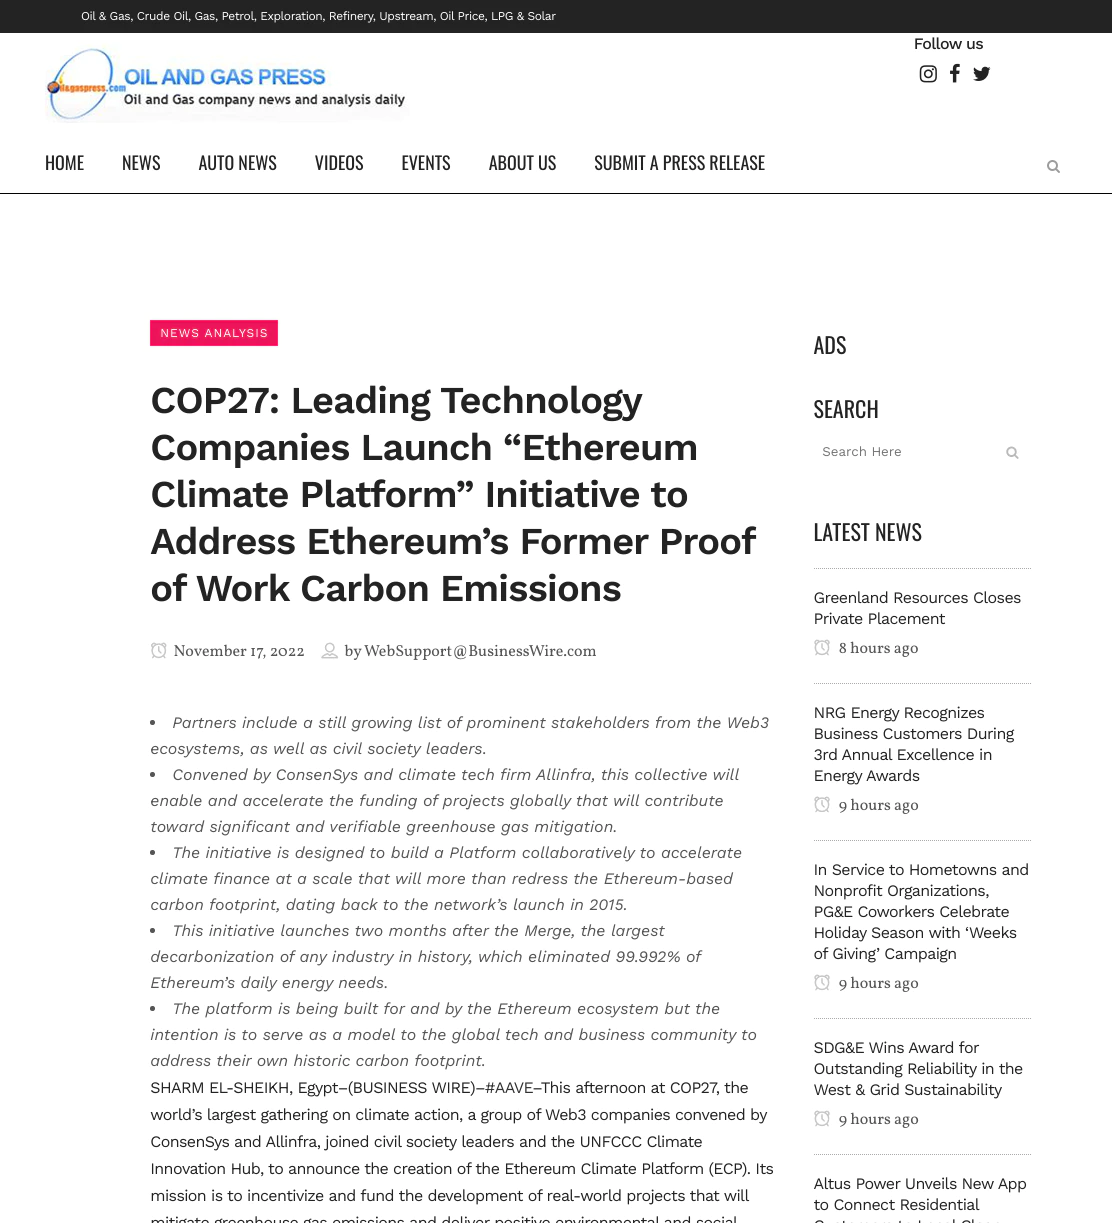 Oil & Gas, Crude Oil, Gas, Petrol, Exploration, Refinery, Upstream, Oil Price, LPG & Solar
Follow us
Oilandgaspress.com
OIL AND GAS PRESS
Oil and Gas company news and analysis daily
HOME NEWS AUTO NEWS VIDEOS EVENTS ABOUT US SUBMIT A PRESS RELEASE
NEWS ANALYSIS
COP27: Leading Technology
Companies Launch “Ethereum
Climate Platform” Initiative to
Address Ethereum’s Former Proof
of Work Carbon Emissions
November 17, 2022 by WebSupport@BusinessWire.com
• Partners include a still growing list of prominent stakeholders from the Web3
ecosystems, as well as civil society leaders.
• Convened by ConsenSys and climate tech firm Allinfra, this collective will
enable and accelerate the funding of projects globally that will contribute
toward significant and verifiable greenhouse gas mitigation.
• The initiative is designed to build a Platform collaboratively to accelerate
climate finance at a scale that will more than redress the Ethereum-based
carbon footprint, dating back to the network’s launch in 2015.
• This initiative launches two months after the Merge, the largest
decarbonization of any industry in history, which eliminated 99.992% of
Ethereum’s daily energy needs.
• The platform is being built for and by the Ethereum ecosystem but the
intention is to serve as a model to the global tech and business community to
address their own historic carbon footprint.
SHARM EL-SHEIKH, Egypt–(BUSINESS WIRE)–#AAVE–This afternoon at COP27, the
world’s largest gathering on climate action, a group of Web3 companies convened by
ConsenSys and Allinfra, joined civil society leaders and the UNFCCC Climate
Innovation Hub, to announce the creation of the Ethereum Climate Platform (ECP). Its
mission is to incentivize and fund the development of real-world projects that will
mitigate greenhouse gas emissions and deliver positive environmental and social
ADS
SEARCH
Search Here
LATEST NEWS
Greenland Resources Closes
Private Placement
8 hours ago
NRG Energy Recognizes
Business Customers During
3rd Annual Excellence in
Energy Awards
9 hours ago
In Service to Hometowns and
Nonprofit Organizations,
PG&E Coworkers Celebrate
Holiday Season with ‘Weeks
of Giving’ Campaign
9 hours ago
SDG&E Wins Award for
Outstanding Reliability in the
West & Grid Sustainability
9 hours ago
Altus Power Unveils New App
to Connect Residential